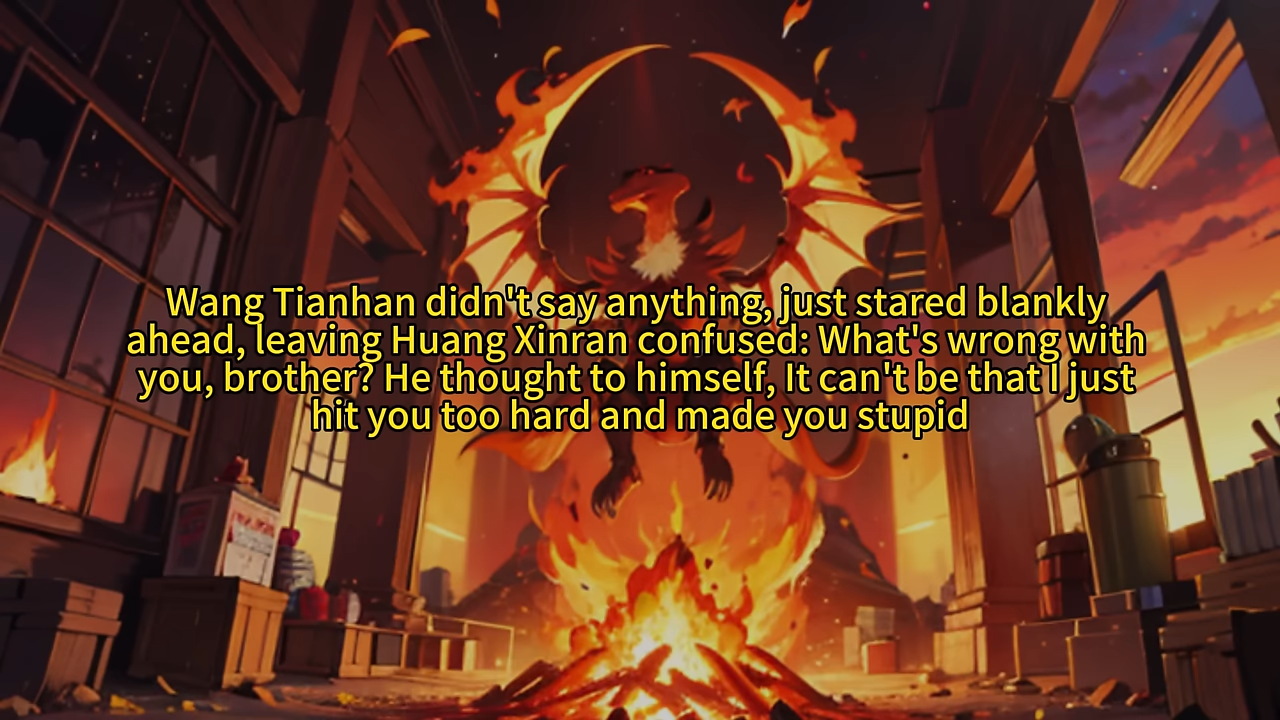 Wang Tianhan didn't say anything, just stared blankly
ahead, leaving Huang Xinran confused: What's wrong with
you, brother? He thought to himself, It can't be that I just
hit you too hard and made you stupid